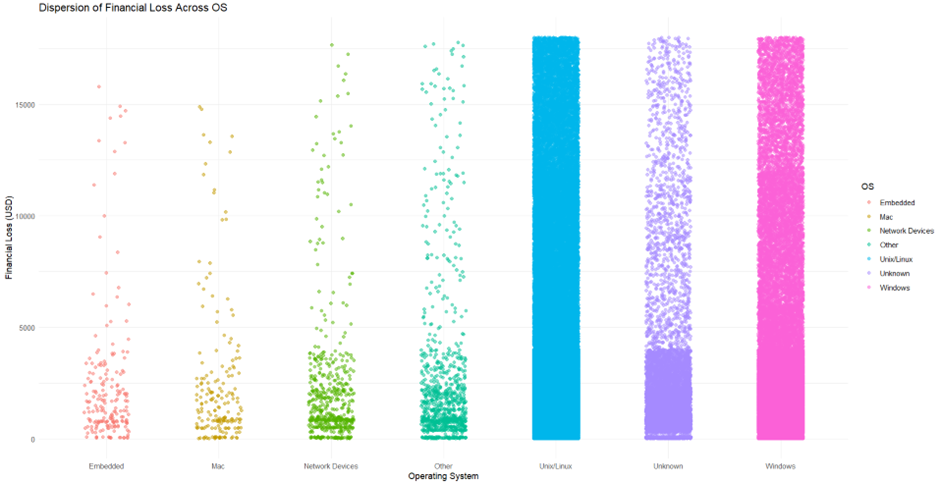 Dispersion of Financial Loss Across OS
Financial Loss (USD)
15000
10000
5000
0
Embedded
Mac
Network Devices
Other
Unix/Linux
Unknown
Windows
Operating System
OS
Embedded
Mac
Network Devices
Other
Unix/Linux
Unknown
Windows